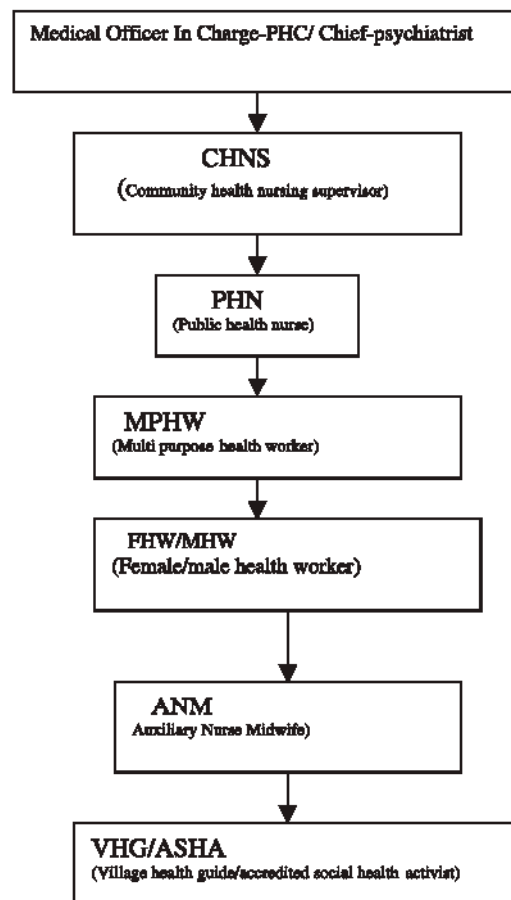 Medical Officer In Charge-PHC/ Chief-psychiatrist
CHNS
(Community health nursing supervisor)
PHN
(Public health nurse)
MPHW
(Multi purpose health worker)
FHW/MHW
(Female/male health worker)
ANM
Auxiliary Nurse Midwife)
VHG/ASHA
(Village health guide/accredited social health activist)